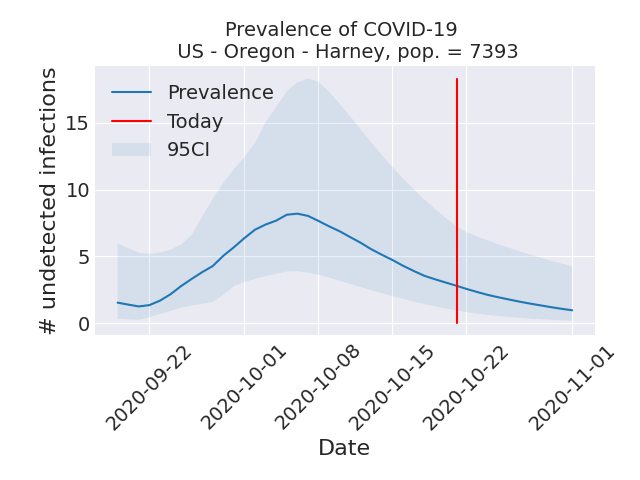 Prevalence of COVID-19
US - Oregon - Harney, pop. = 7393
# undetected infections
15
10
5
0
Prevalence
Today
95CI
2020-09-22
2020-10-01
2020-10-08
2020-10-15
2020-10-22
2020-11-01
Date